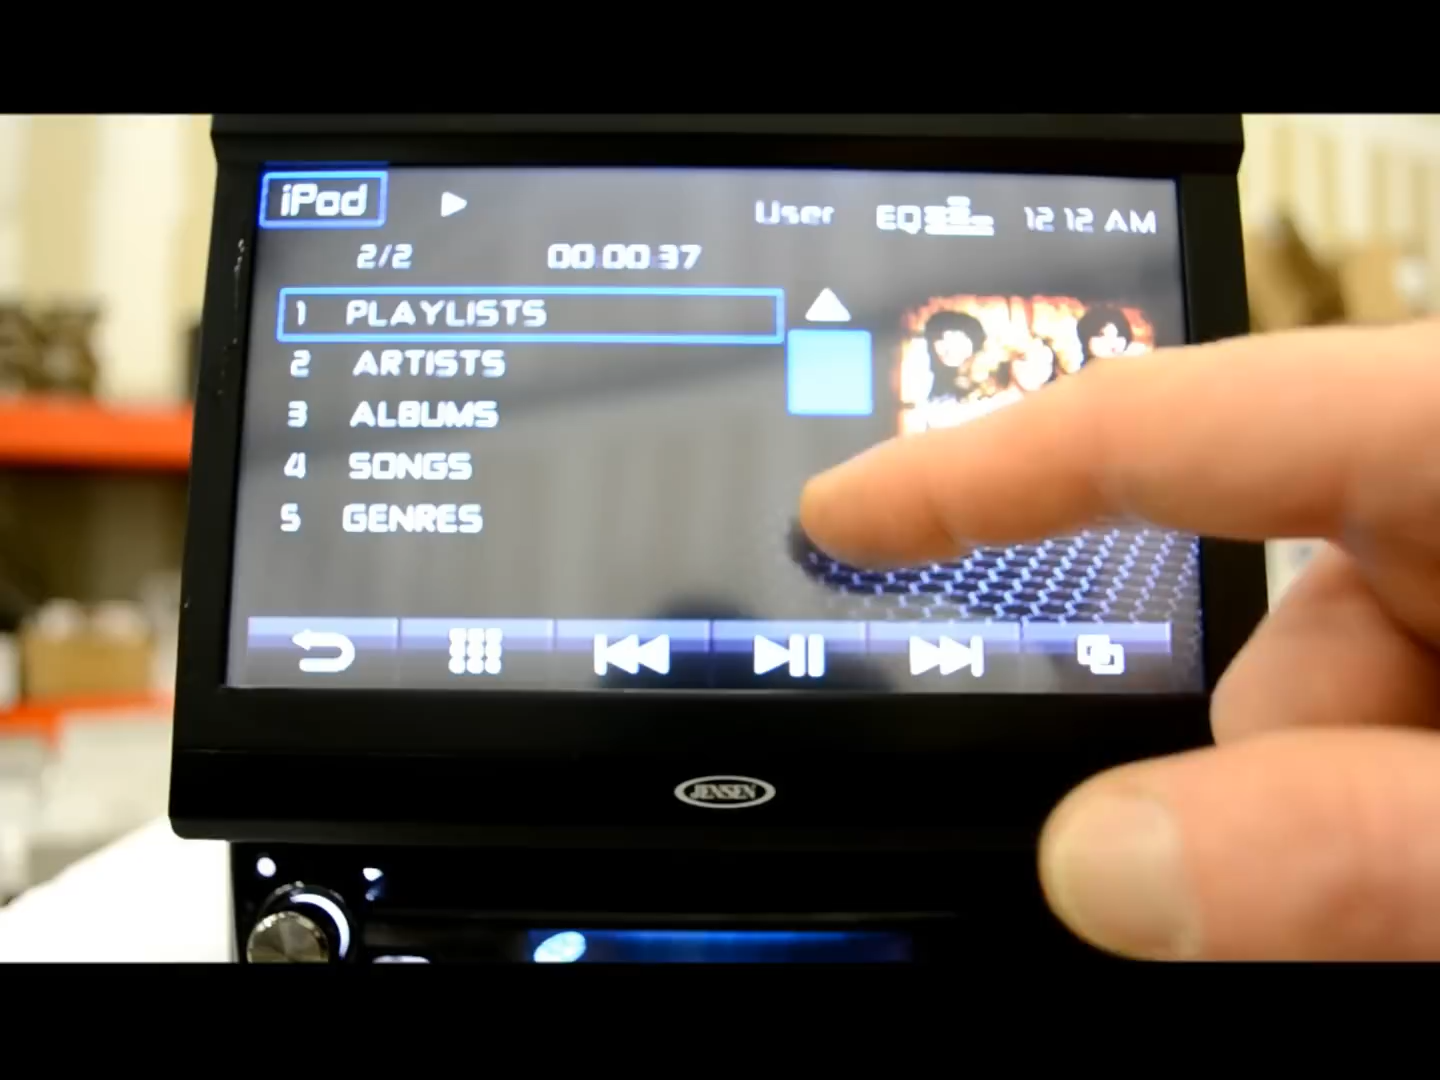 iPod
User EQ 12 12 AM
2/2 00 00 37
1 PLAYLISTS
2 ARTISTS
3 ALBUMS
4 SONGS
5 GENRES
JENSEN